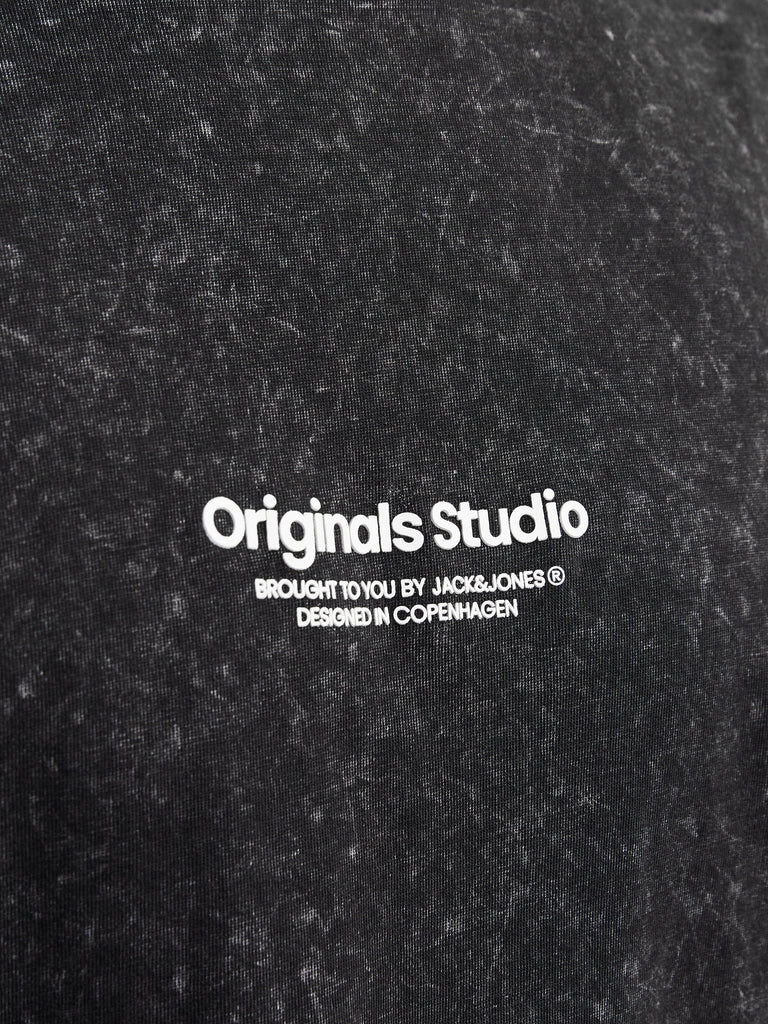 Originals Studio
BROUGHT TO YOU BY JACK&JONES®
DESIGNED IN COPENHAGEN